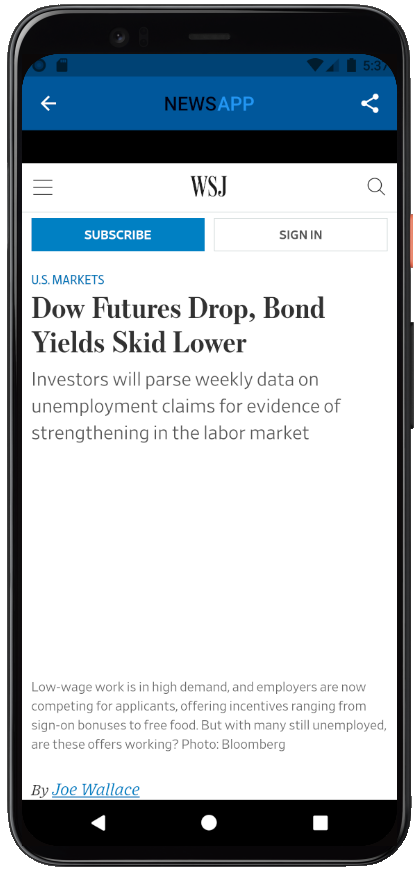 5:37
NEWSAPP
WSJ
SUBSCRIBE
SIGN IN
U.S. MARKETS
Dow Futures Drop, Bond
Yields Skid Lower
Investors will parse weekly data on
unemployment claims for evidence of
strengthening in the labor market
Low-wage work is in high demand, and employers are now
competing for applicants, offering incentives ranging from
sign-on bonuses to free food. But with many still unemployed,
are these offers working? Photo: Bloomberg
By Joe Wallace